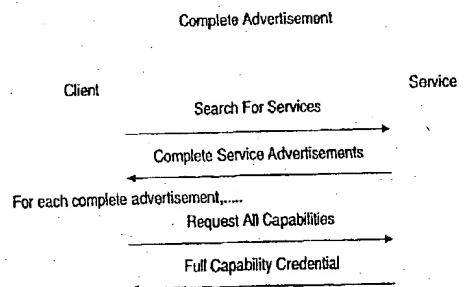 Complete Advertisement
Client
Service
Search For Services
Complete Service Advertisements
For each complete advertisement,.....
Request All Capabilities
Full Capability Credential